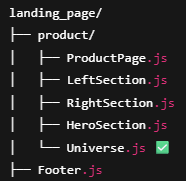 landing_page/
├── product/
│   ├── ProductPage.js
│   ├── LeftSection.js
│   ├── RightSection.js
│   ├── HeroSection.js
│   └── Universe.js ✅
├── Footer.js